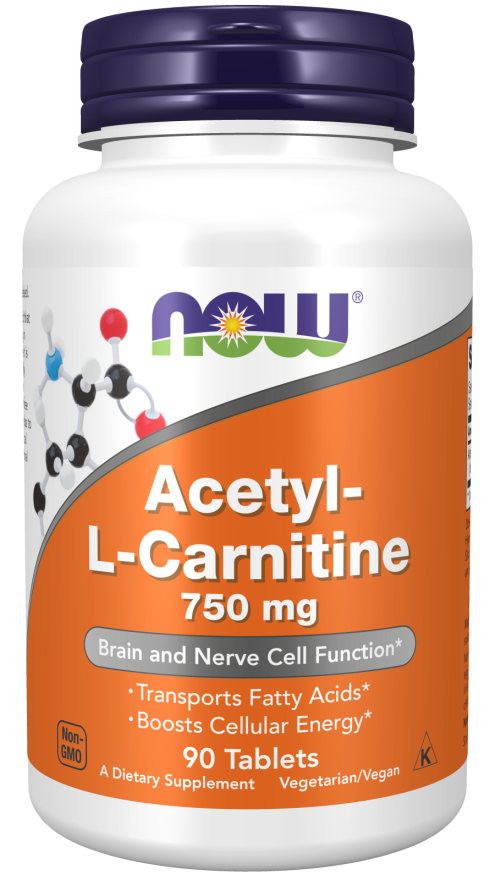 now®
Acetyl-
L-Carnitine
750 mg
Brain and Nerve Cell Function*
•Transports Fatty Acids*
•Boosts Cellular Energy*
90 Tablets
Non-
GMO
A Dietary Supplement Vegetarian/Vegan
K